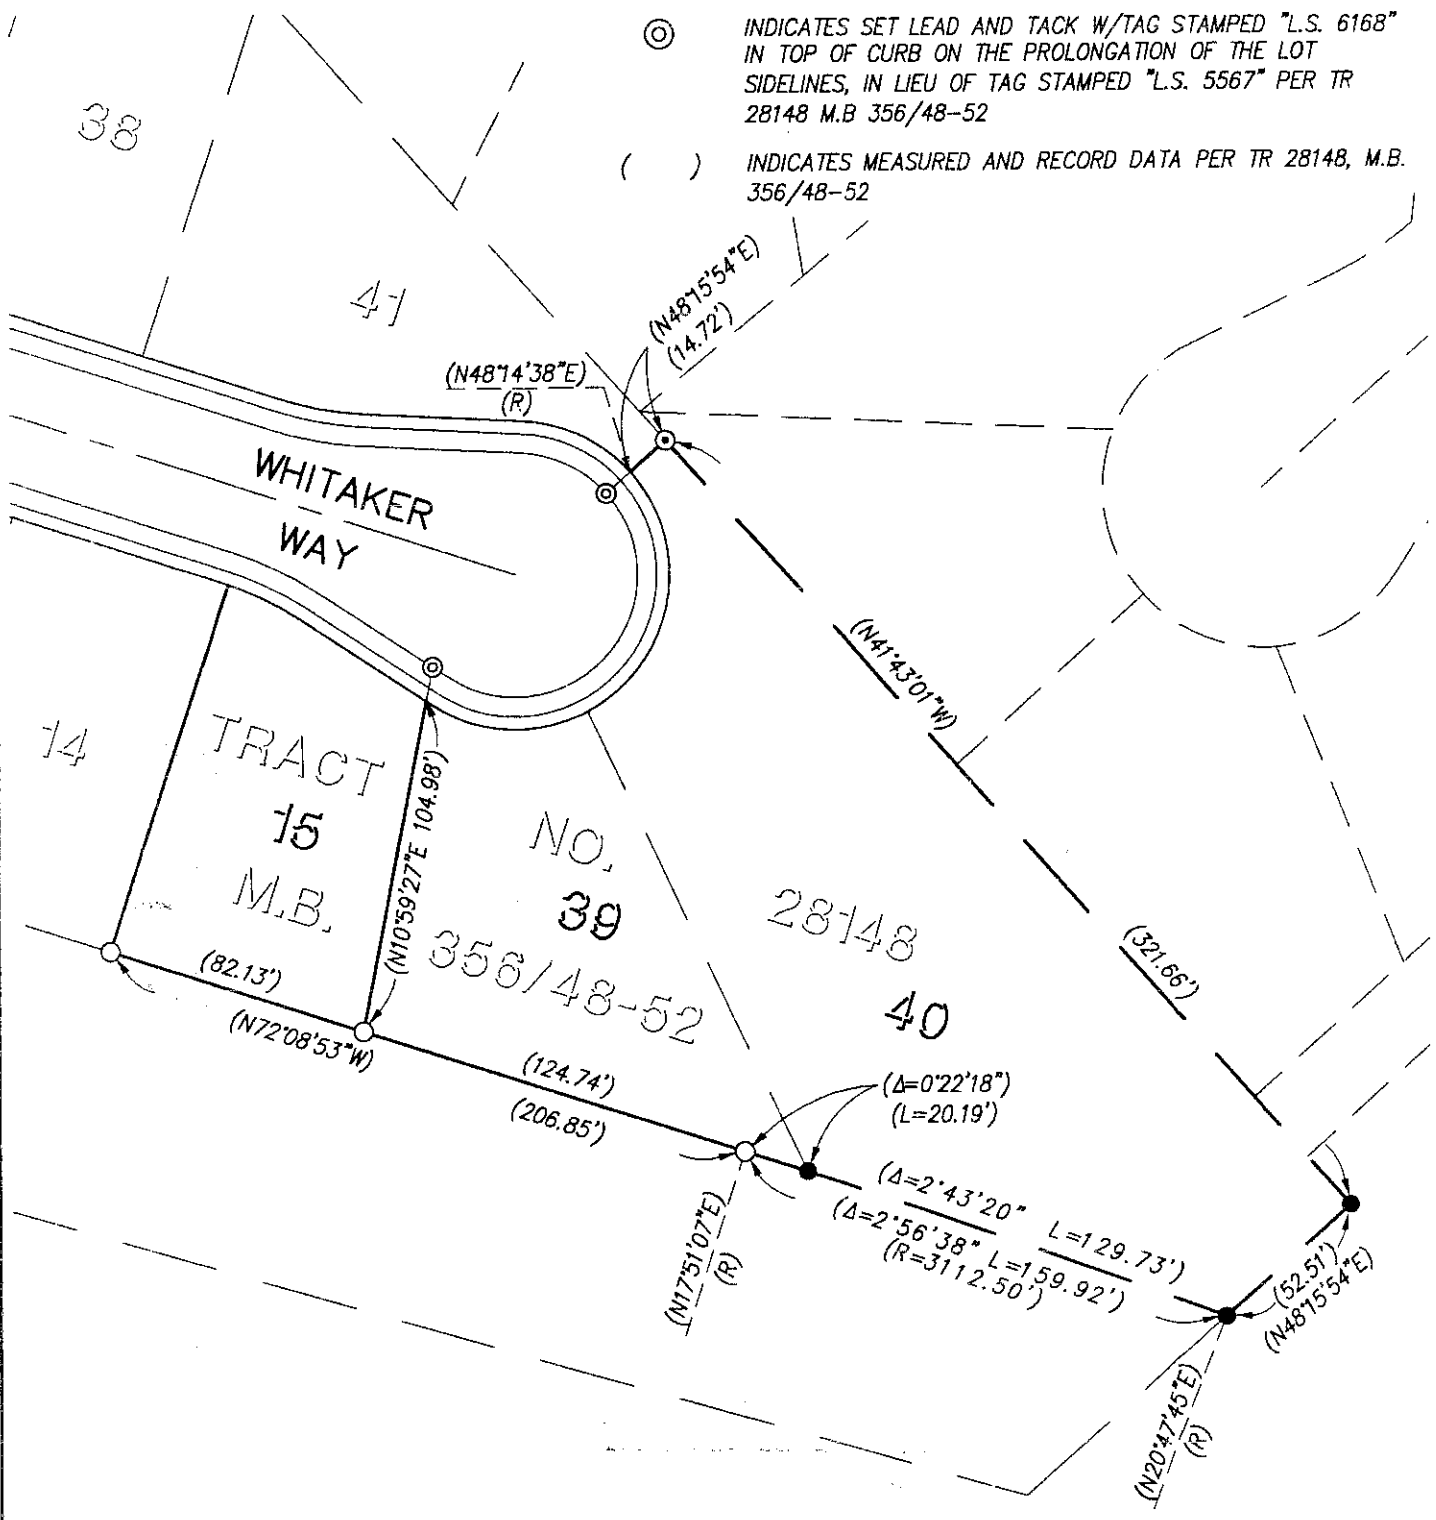 INDICATES SET LEAD AND TACK W/TAG STAMPED "L.S. 6168"
IN TOP OF CURB ON THE PROLONGATION OF THE LOT
SIDELINES, IN LIEU OF TAG STAMPED "L.S. 5567" PER TR
28148 M.B 356/48-52
( ) INDICATES MEASURED AND RECORD DATA PER TR 28148, M.B.
356/48-52
38
41
(N48°15'54"E)
(14.72')
(N48°14'38"E)
(R)
WHITAKER
WAY
(N41°43'01"W)
14
TRACT
15
M.B.
(N10°59'27"E 104.98')
NO.
39
356/48-52
28148
40
(321.66')
(82.13')
(N72°08'53"W)
(124.74')
(206.85')
(Δ=0°22'18")
(L=20.19')
(Δ=2°43'20" L=129.73')
(Δ=2°56'38" L=159.92')
(R=3112.50')
(N17°51'07"E)
(R)
(52.51')
(N48°15'54"E)
(N20°47'45"E)
(R)